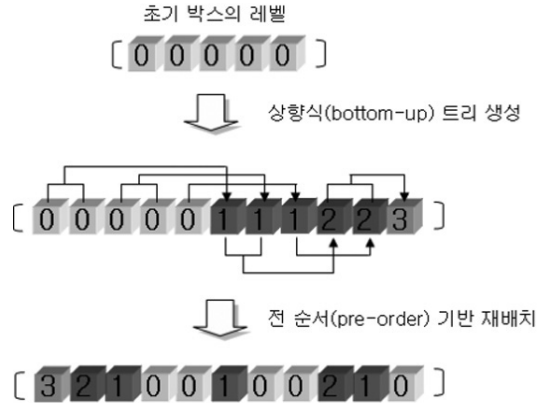 초기 박스의 레벨
[ 0 0 0 0 0 ]
상향식(bottom-up) 트리 생성
[ 0 0 0 0 0 1 1 1 2 2 3 ]
전 순서(pre-order) 기반 재배치
[ 3 2 1 0 0 1 0 0 2 1 0 ]